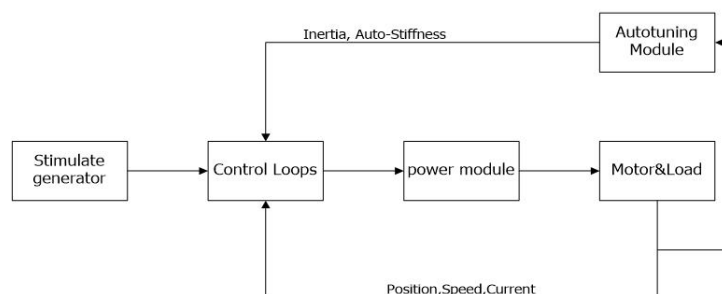 Inertia, Auto-Stiffness
Autotuning
Module
Stimulate
generator
Control Loops
power module
Motor&Load
Position,Speed,Current